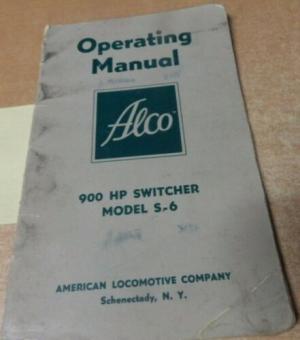 Operating
Manual
Alco
900 HP SWITCHER
MODEL S-6
AMERICAN LOCOMOTIVE COMPANY
Schenectady, N. Y.